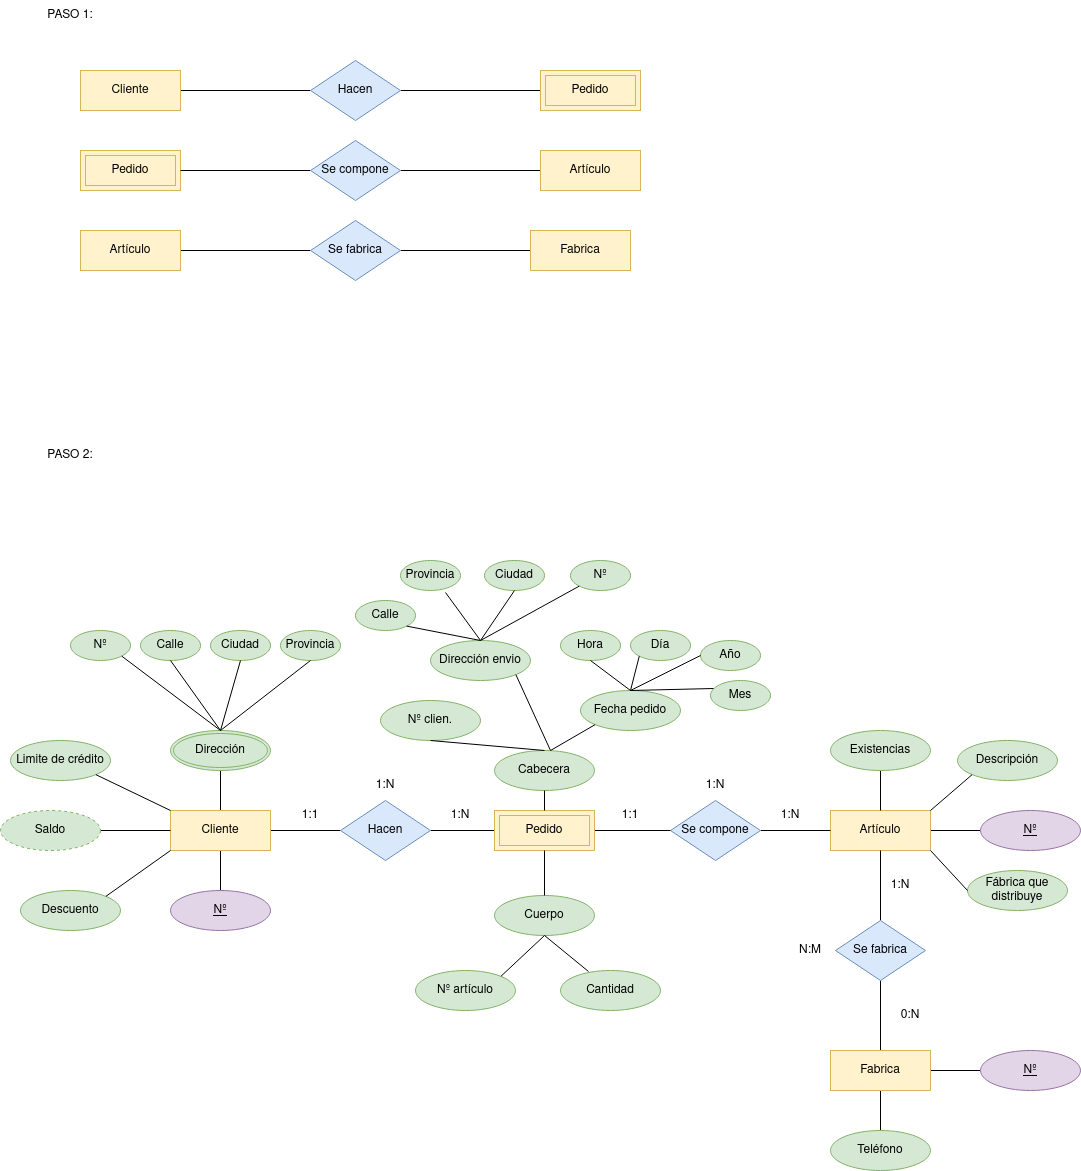 PASO 1:
Cliente
Hacen
Pedido
Pedido
Se compone
Artículo
Artículo
Se fabrica
Fabrica
PASO 2:
Provincia
Ciudad
Nº
Calle
Nº
Calle
Ciudad
Provincia
Hora
Día
Año
Dirección envio
Mes
Fecha pedido
Nº clien.
Dirección
Existencias
Descripción
Limite de crédito
Cabecera
1:N
1:N
1:1
1:N
1:1
1:N
Saldo
Cliente
Hacen
Pedido
Se compone
Artículo
Nº
1:N
Fábrica que
distribuye
Descuento
Nº
Cuerpo
N:M
Se fabrica
Nº artículo
Cantidad
0:N
Fabrica
Nº
Teléfono